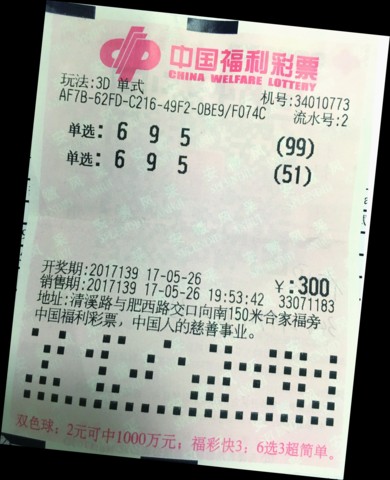 中国福利彩票
CHINA WELFARE LOTTERY
玩法:3D 单式
机号:34010773
AF7B-62FD-C216-49F2-0BE9/F074C
流水号:2
单选: 6 9 5 (99)
单选: 6 9 5 (51)
开奖期:2017139 17-05-26
¥:300
销售期:2017139 17-05-26 19:53:42 33071183
地址:清溪路与肥西路交口向南150米合家福旁
中国福利彩票，中国人的慈善事业。
双色球：2元可中1000万元；福彩快3：6选3超简单。